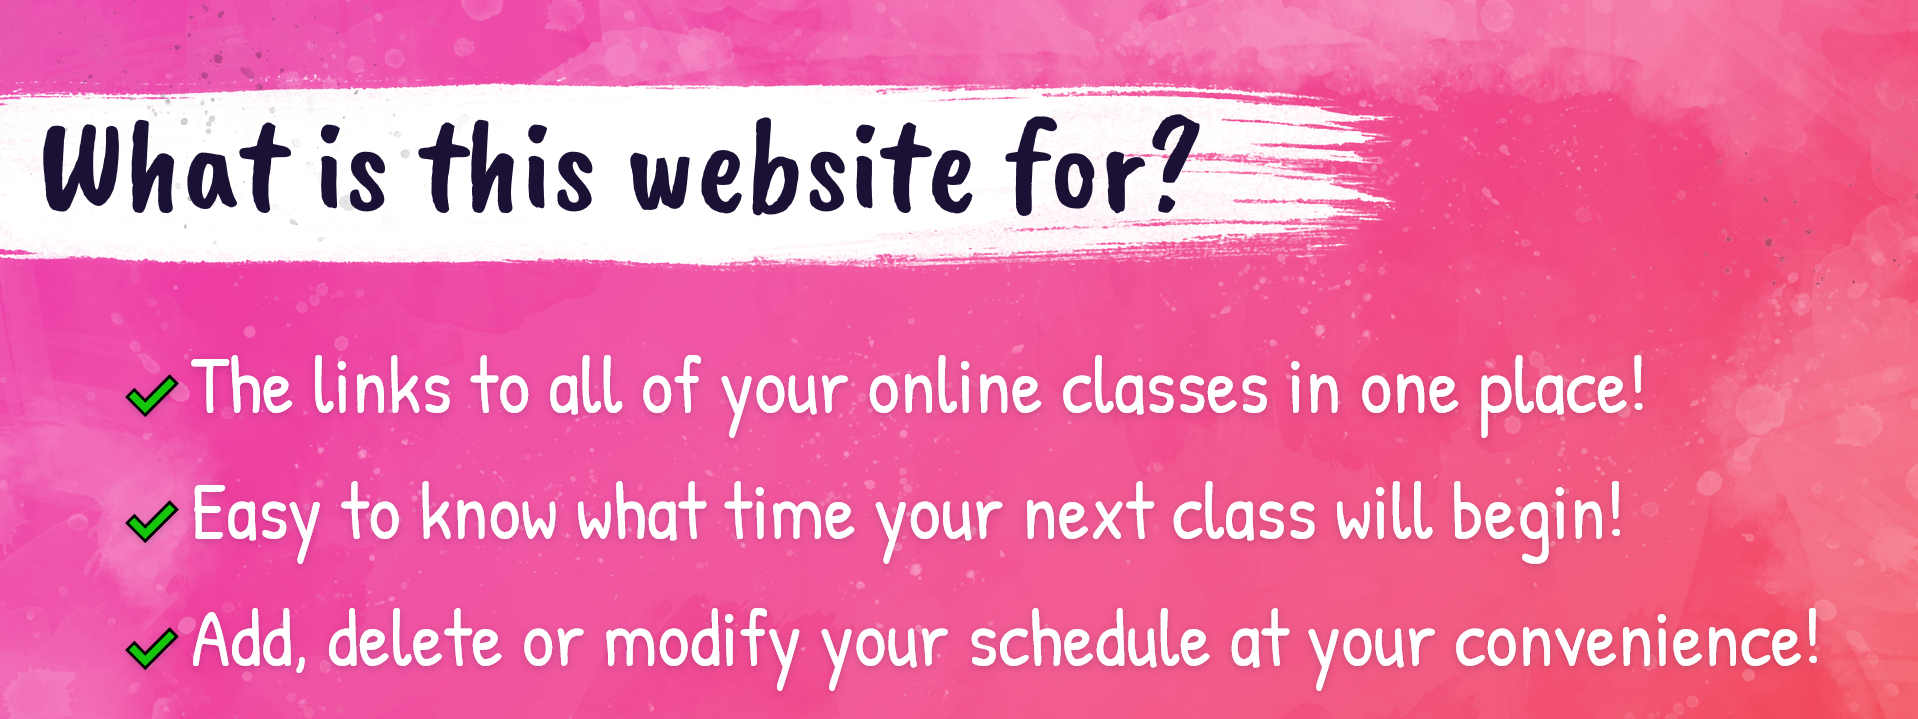 What is this website for?
The links to all of your online classes in one place!
Easy to know what time your next class will begin!
Add, delete or modify your schedule at your convenience!